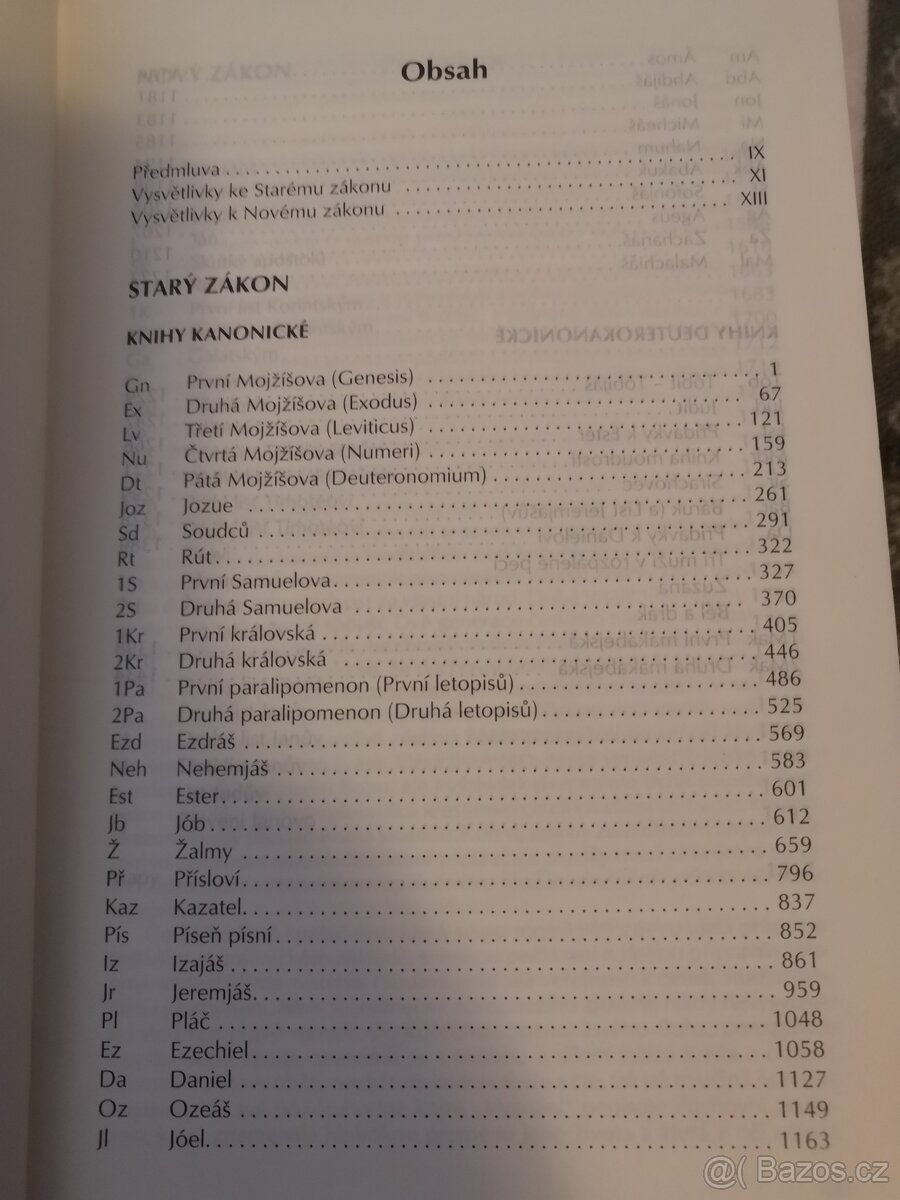 Obsah
Předmluva ........ IX
Vysvětlivky ke Starému zákonu ........ XI
Vysvětlivky k Novému zákonu ........ XIII
STARÝ ZÁKON
KNIHY KANONICKÉ
Gn První Mojžíšova (Genesis) ........ 1
Ex Druhá Mojžíšova (Exodus) ........ 67
Lv Třetí Mojžíšova (Leviticus) ........ 121
Nu Čtvrtá Mojžíšova (Numeri) ........ 159
Dt Pátá Mojžíšova (Deuteronomium) ........ 213
Joz Jozue ........ 261
Sd Soudců ........ 291
Rt Rút ........ 322
1S První Samuelova ........ 327
2S Druhá Samuelova ........ 370
1Kr První královská ........ 405
2Kr Druhá královská ........ 446
1Pa První paralipomenon (První letopisů) ........ 486
2Pa Druhá paralipomenon (Druhá letopisů) ........ 525
Ezd Ezdráš ........ 569
Neh Nehemjáš ........ 583
Est Ester ........ 601
Jb Jób ........ 612
Ž Žalmy ........ 659
Př Přísloví ........ 796
Kaz Kazatel ........ 837
Pís Píseň písní ........ 852
Iz Izajáš ........ 861
Jr Jeremjáš ........ 959
Pl Pláč ........ 1048
Ez Ezechiel ........ 1058
Da Daniel ........ 1127
Oz Ozeáš ........ 1149
Jl Jóel ........ 1163
@( Bazos.cz